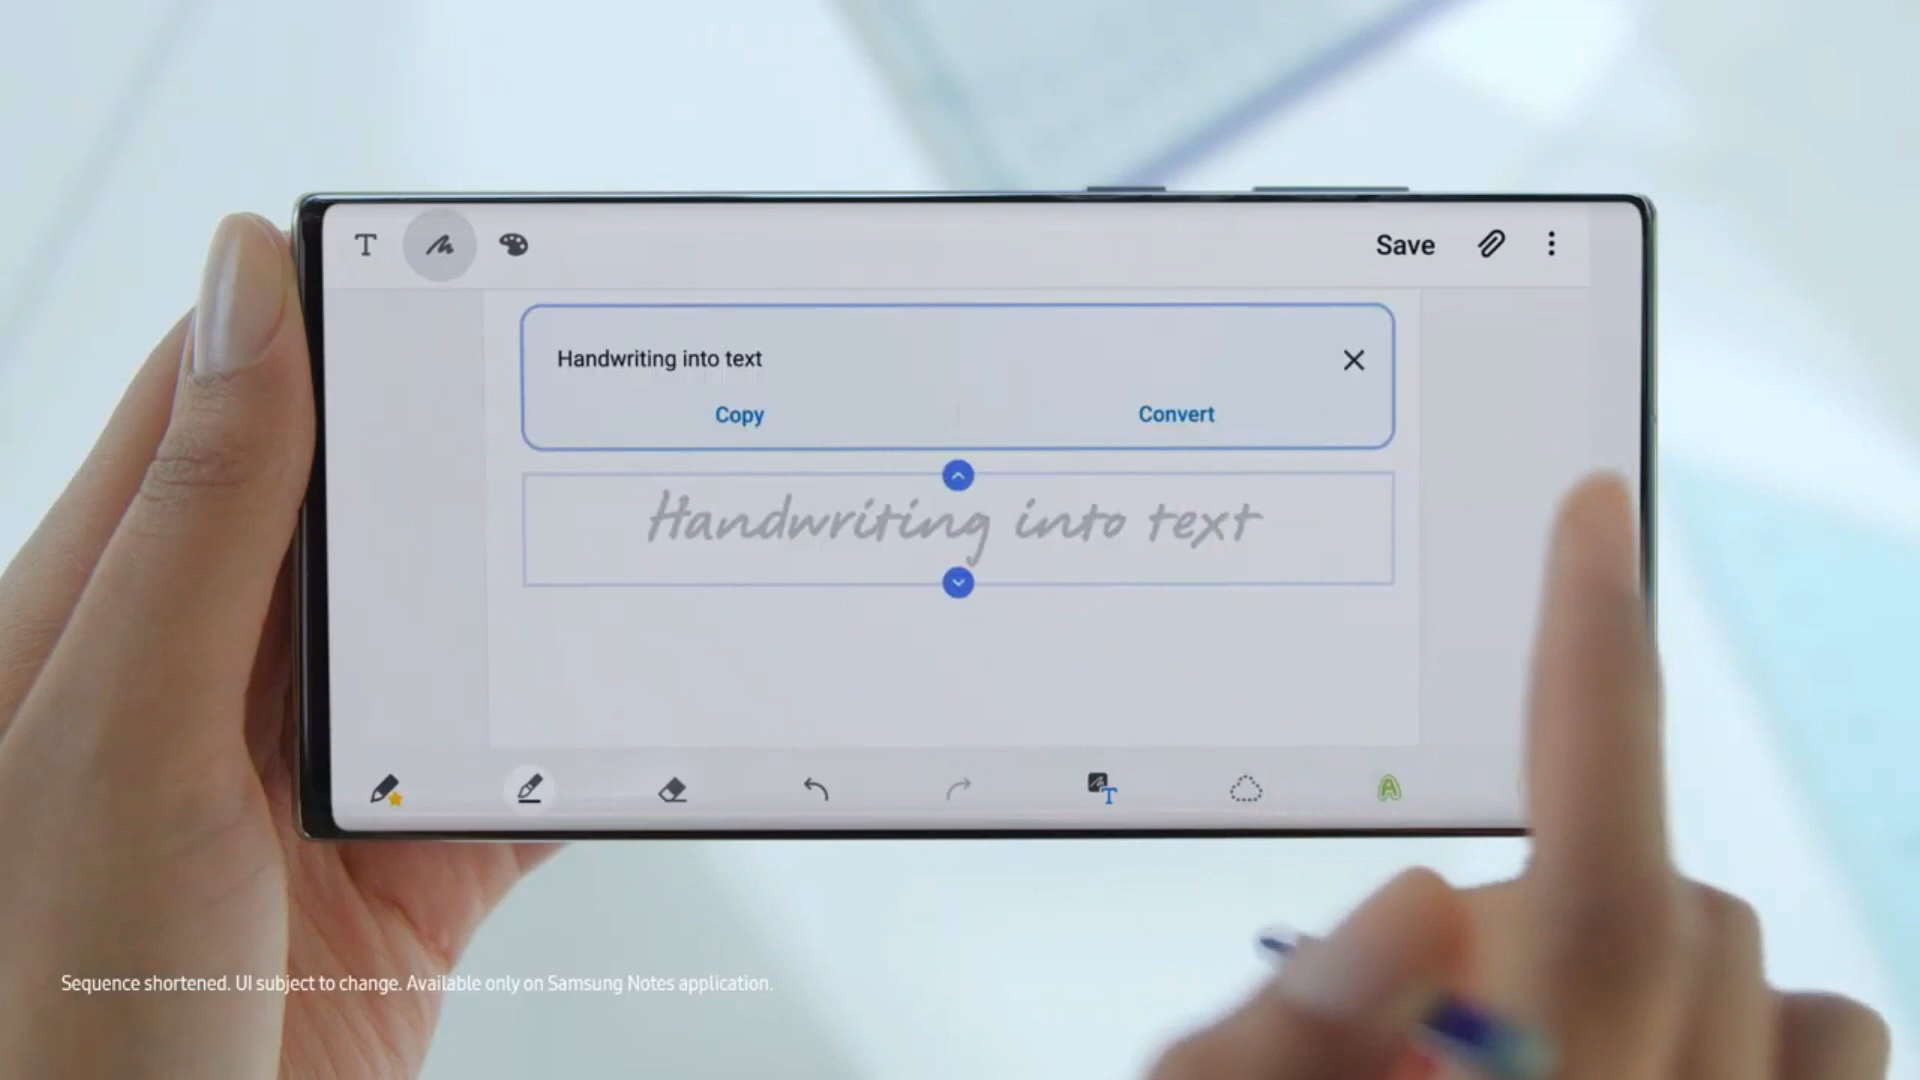 T Save
Handwriting into text
Copy Convert
Handwriting into text
T A
Sequence shortened. UI subject to change. Available only on Samsung Notes application.